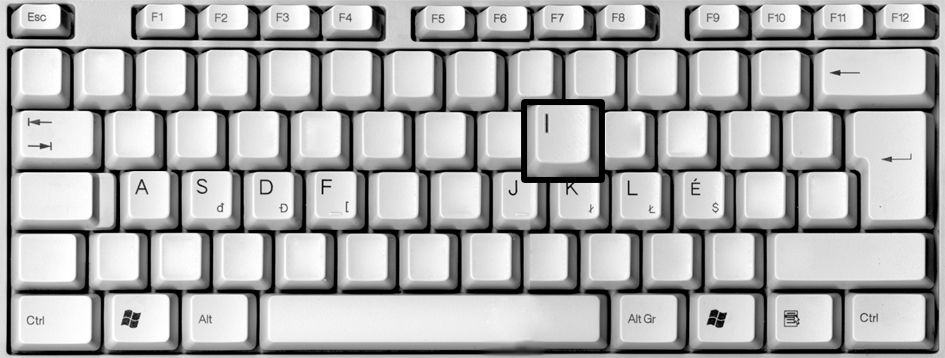 Esc F1 F2 F3 F4 F5 F6 F7 F8 F9 F10 F11 F12
I
A S đ D Đ F [ J K ł L Ł É $
Ctrl Alt Alt Gr Ctrl